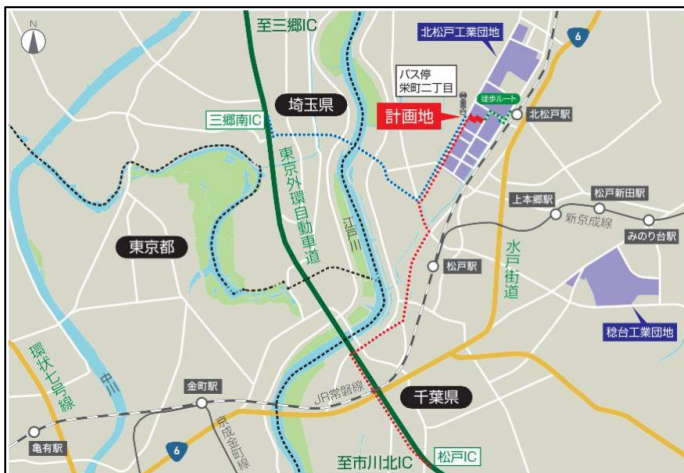 至三郷IC
北松戸工業団地
6
N
バス停
栄町二丁目
埼玉県
徒歩ルート
三郷南IC
計画地
北松戸駅
東京外環自動車道
江戸川
上本郷駅
松戸新田駅
新京成線
みのり台駅
東京都
松戸駅
水戸街道
稔台工業団地
環状七号線
中川
金町駅
JR常磐線
千葉県
京成金町線
亀有駅
6
至市川北IC
松戸IC